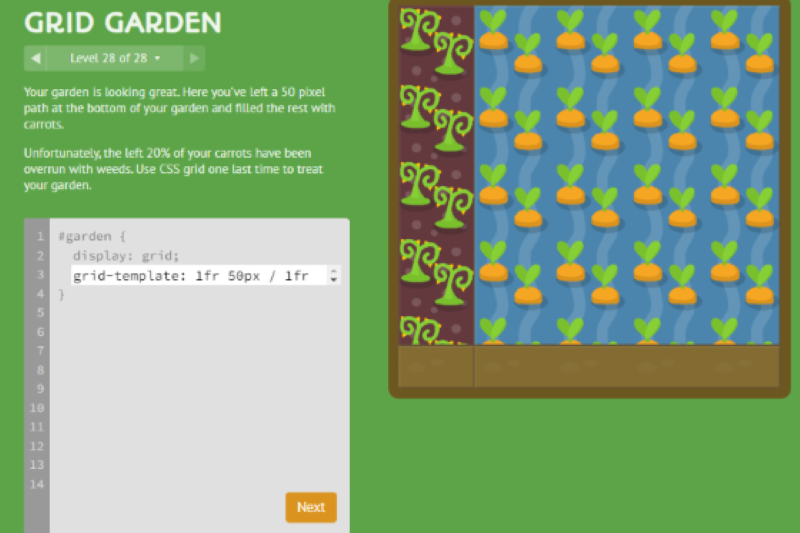 GRID GARDEN
Level 28 of 28
Your garden is looking great. Here you've left a 50 pixel
path at the bottom of your garden and filled the rest with
carrots.
Unfortunately, the left 20% of your carrots have been
overrun with weeds. Use CSS grid one last time to treat
your garden.
1 #garden {
2 display: grid;
3 grid-template: 1fr 50px / 1fr
4 }
5
6
7
8
9
10
11
12
13
14
Next